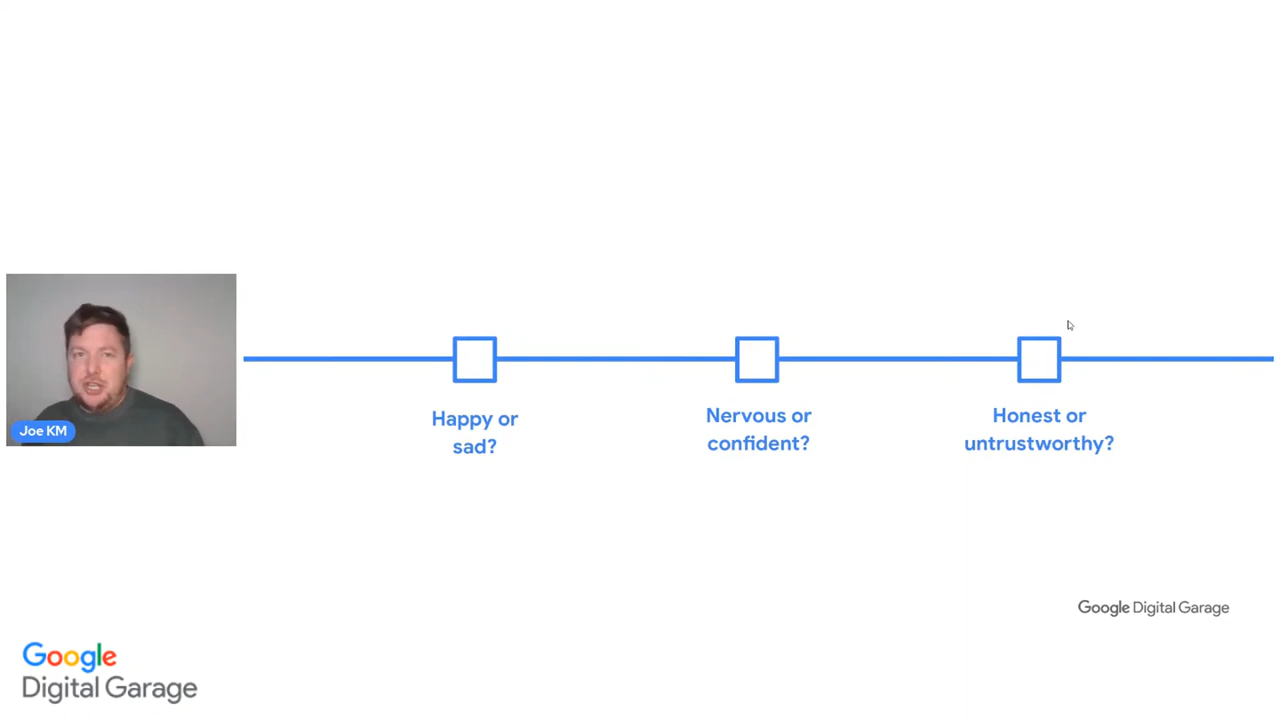 Joe KM
Happy or
sad?
Nervous or
confident?
Honest or
untrustworthy?
Google Digital Garage
Google
Digital Garage